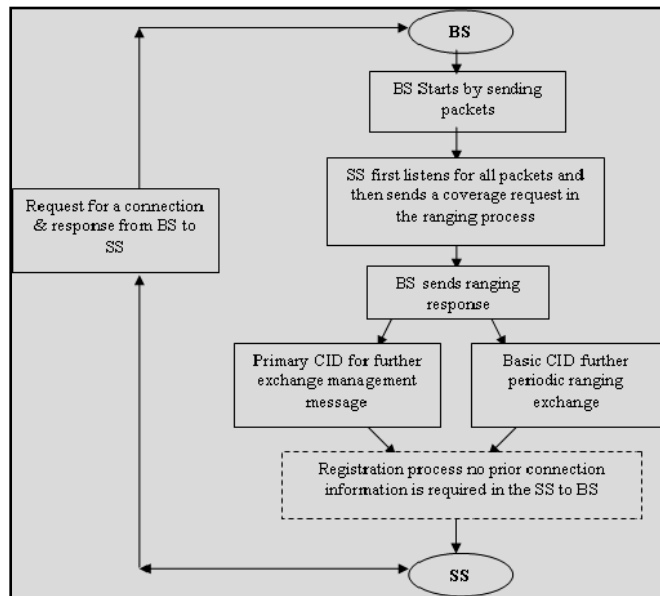 BS
BS Starts by sending
packets
SS first listens for all packets and
then sends a coverage request in
the ranging process
Request for a connection
& response from BS to
SS
BS sends ranging
response
Primary CID for further
exchange management
message
Basic CID further
periodic ranging
exchange
Registration process no prior connection
information is required in the SS to BS
SS